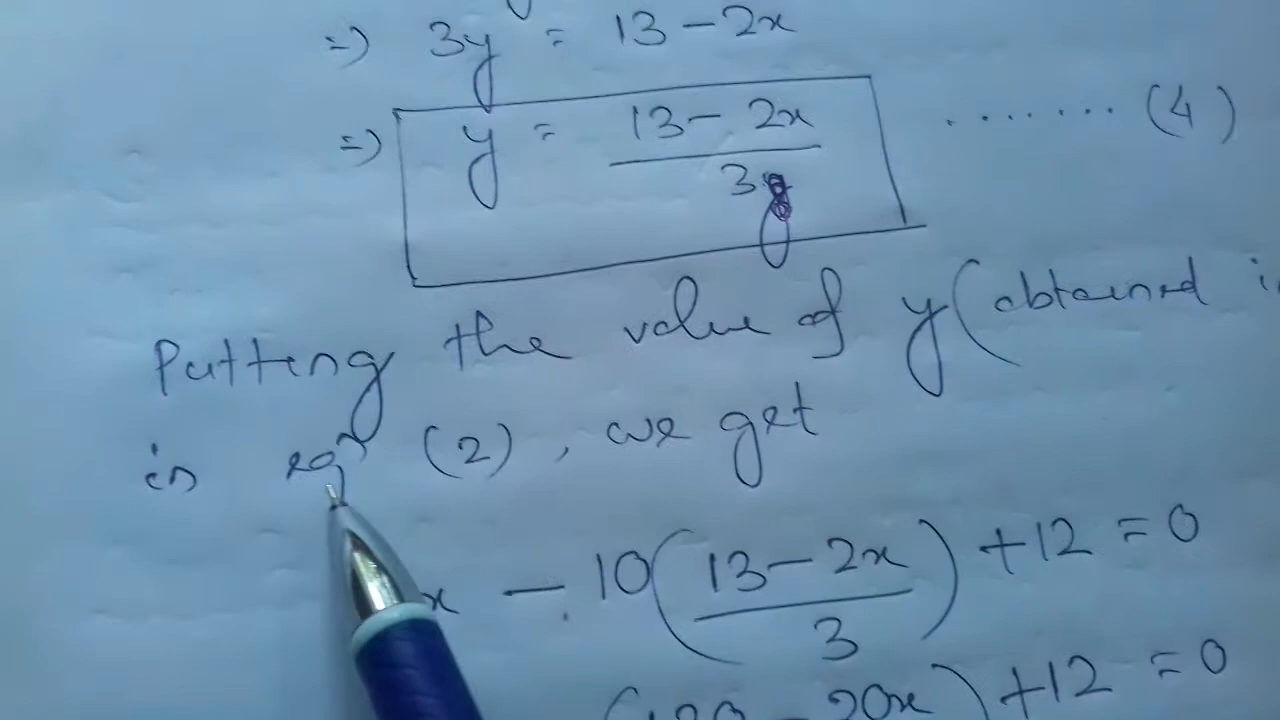 =) 3y = 13 - 2x
=) y = 13 - 2x / 3 ........ (4)
Putting the value of y (obtained
in eqn (2), we get
x - 10(13 - 2x / 3) + 12 = 0
- 20x) + 12 = 0